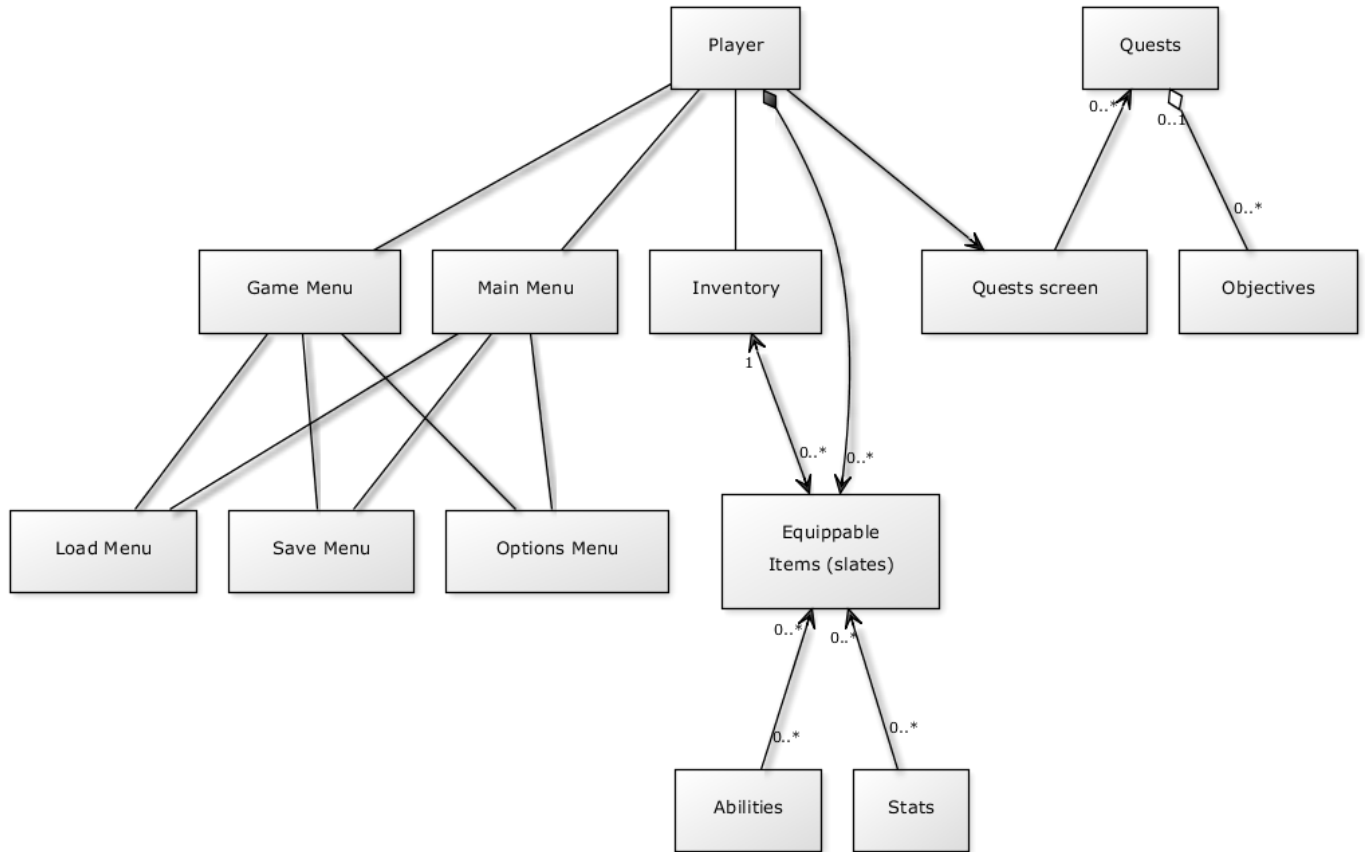 Player
Quests
0..*
0..1
0..*
Game Menu
Main Menu
Inventory
Quests screen
Objectives
1
0..*
0..*
Load Menu
Save Menu
Options Menu
Equippable
Items (slates)
0..*
0..*
0..*
0..*
Abilities
Stats